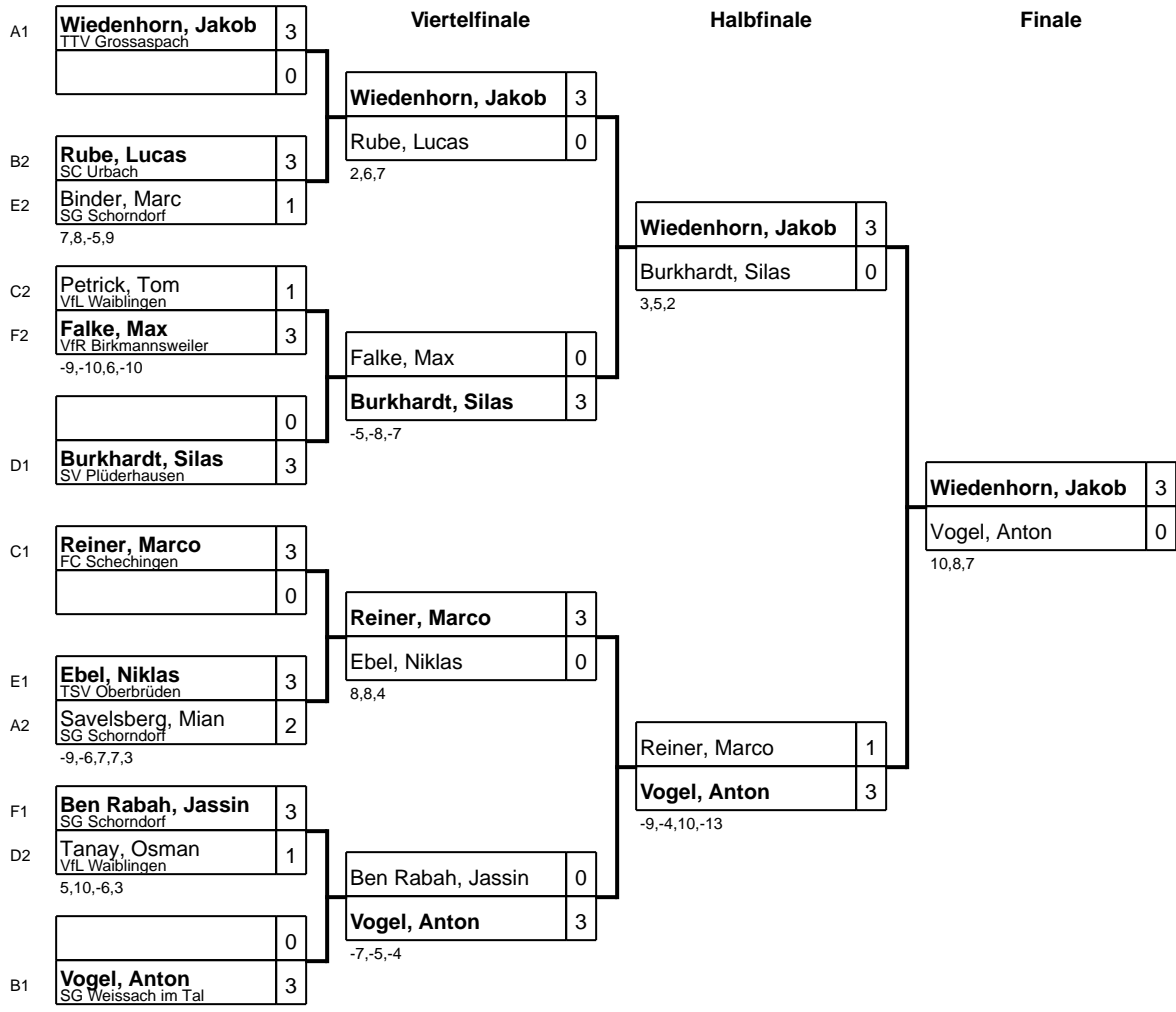 Viertelfinale
Halbfinale
Finale
A1
Wiedenhorn, Jakob 3
TTV Grossaspach
0
B2
Rube, Lucas 3
SC Urbach
E2
Binder, Marc 1
SG Schorndorf
7,8,-5,9
C2
Petrick, Tom 1
VfL Waiblingen
F2
Falke, Max 3
VfR Birkmannsweiler
-9,-10,6,-10
0
D1
Burkhardt, Silas 3
SV Plüderhausen
C1
Reiner, Marco 3
FC Schechingen
0
E1
Ebel, Niklas 3
TSV Oberbrüden
A2
Savelsberg, Mian 2
SG Schorndorf
-9,-6,7,7,3
F1
Ben Rabah, Jassin 3
SG Schorndorf
D2
Tanay, Osman 1
VfL Waiblingen
5,10,-6,3
0
B1
Vogel, Anton 3
SG Weissach im Tal
Wiedenhorn, Jakob 3
Rube, Lucas 0
2,6,7
Falke, Max 0
Burkhardt, Silas 3
-5,-8,-7
Reiner, Marco 3
Ebel, Niklas 0
8,8,4
Ben Rabah, Jassin 0
Vogel, Anton 3
-7,-5,-4
Wiedenhorn, Jakob 3
Burkhardt, Silas 0
3,5,2
Reiner, Marco 1
Vogel, Anton 3
-9,-4,10,-13
Wiedenhorn, Jakob 3
Vogel, Anton 0
10,8,7